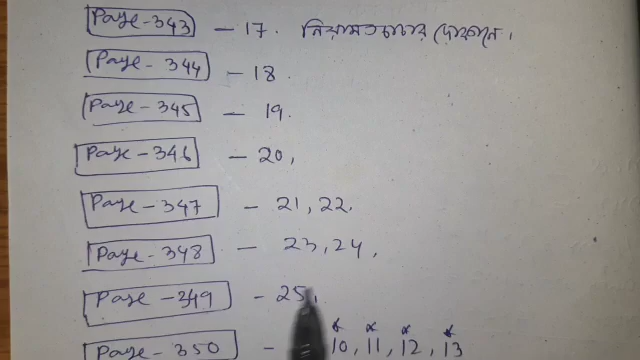 Page-343 - 17. নিয়ামতচাচার দোকানে।
Page-344 - 18.
Page-345 - 19.
Page-346 - 20,
Page-347 - 21, 22.
Page-348 - 23, 24,
Page-349 - 25,
Page-350 - 10, 11, 12, 13